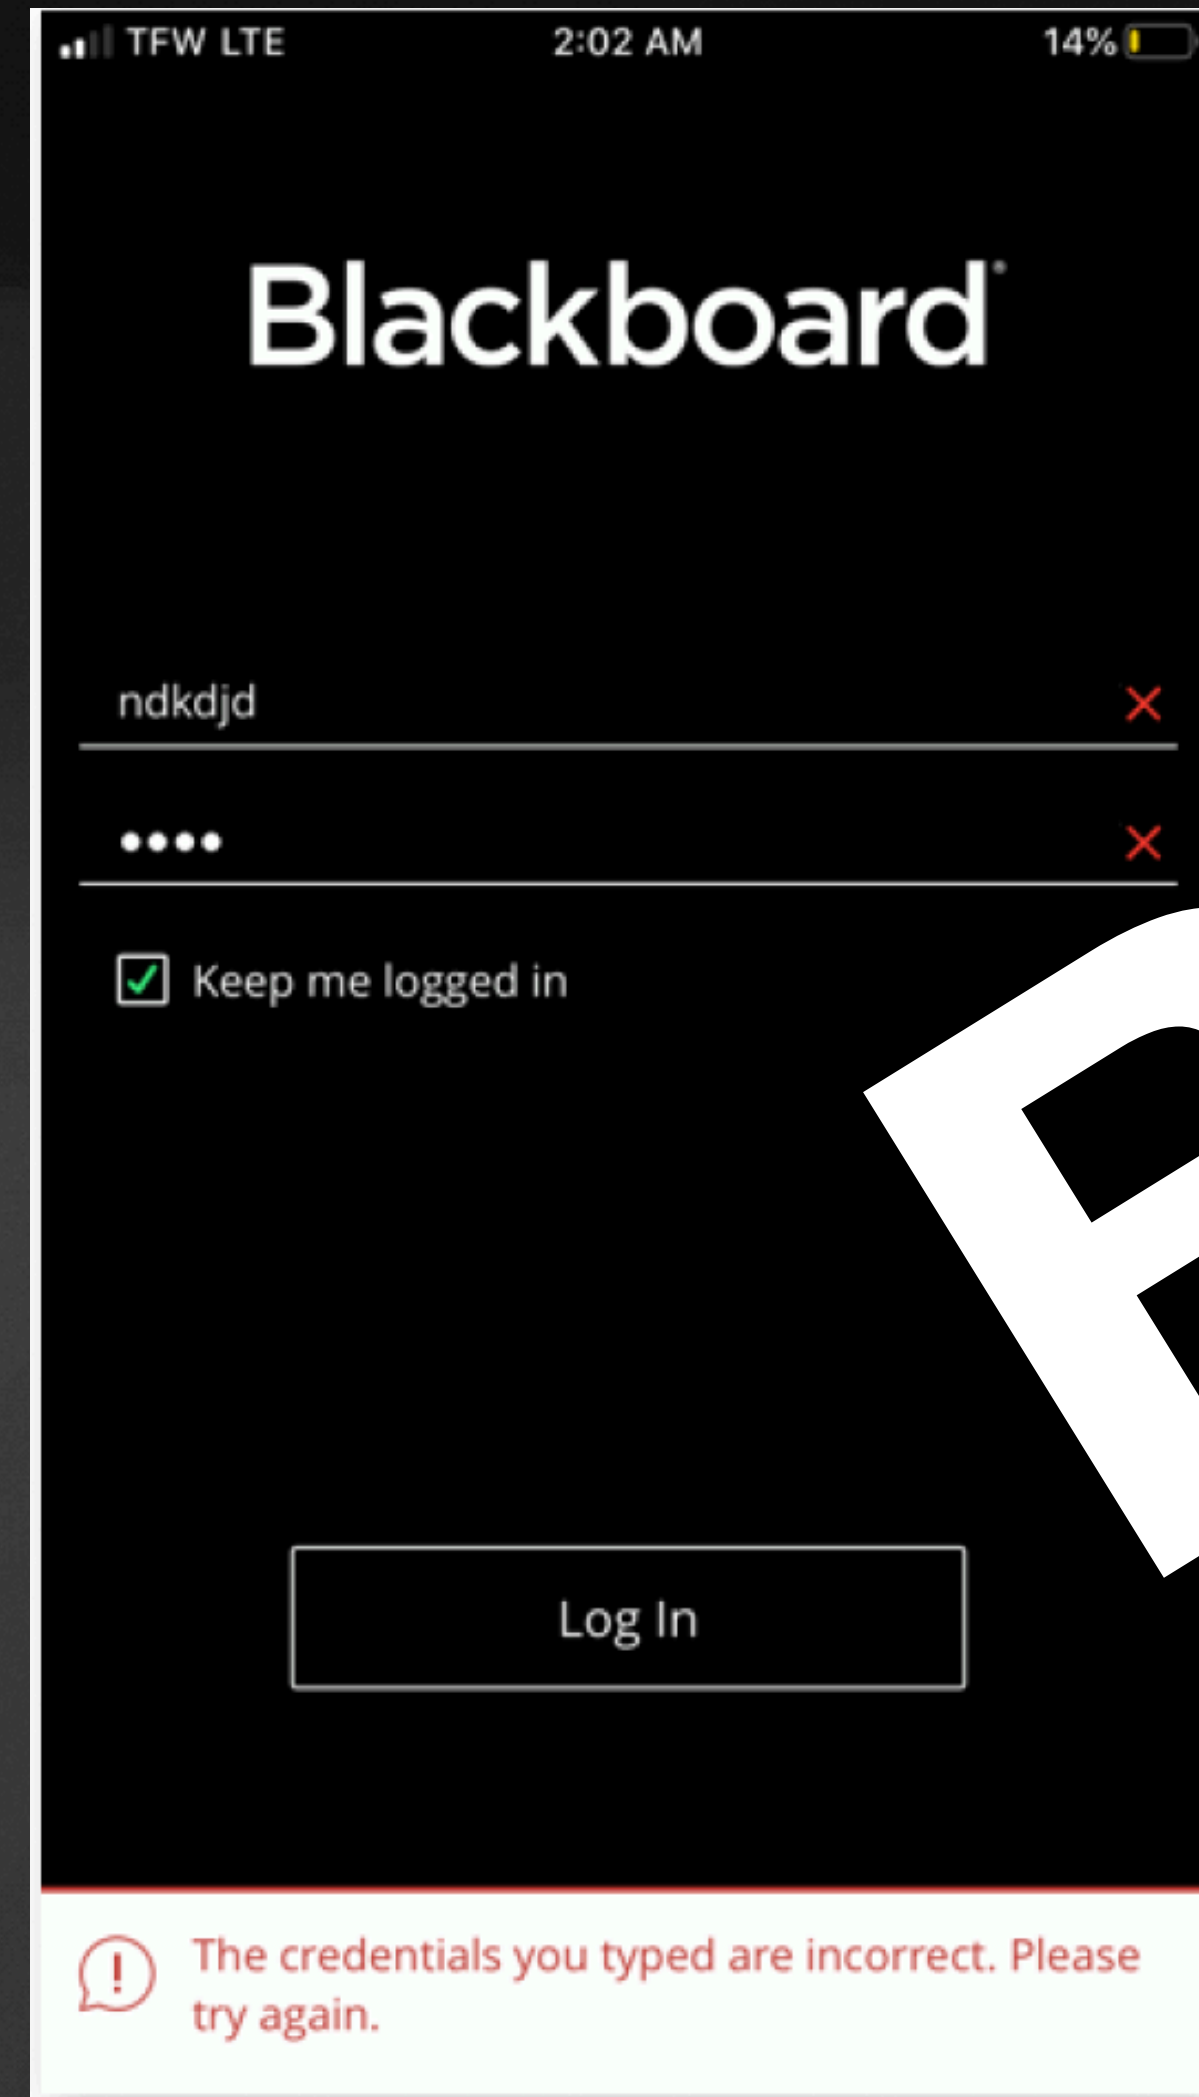 TFW LTE 2:02 AM 14%
Blackboard
ndkdjd
••••
Keep me logged in
Log In
The credentials you typed are incorrect. Please
try again.